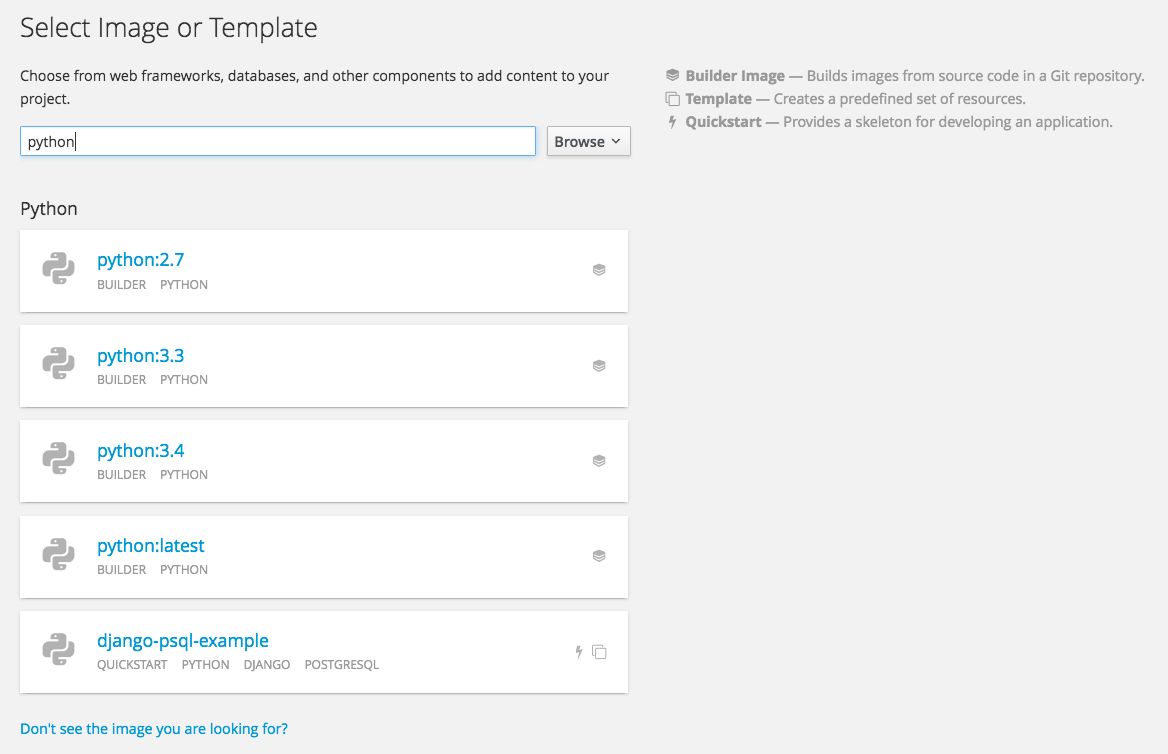 Select Image or Template
Choose from web frameworks, databases, and other components to add content to your
project.
python
Browse
Builder Image — Builds images from source code in a Git repository.
Template — Creates a predefined set of resources.
Quickstart — Provides a skeleton for developing an application.
Python
python:2.7
BUILDER PYTHON
python:3.3
BUILDER PYTHON
python:3.4
BUILDER PYTHON
python:latest
BUILDER PYTHON
django-psql-example
QUICKSTART PYTHON DJANGO POSTGRESQL
Don't see the image you are looking for?